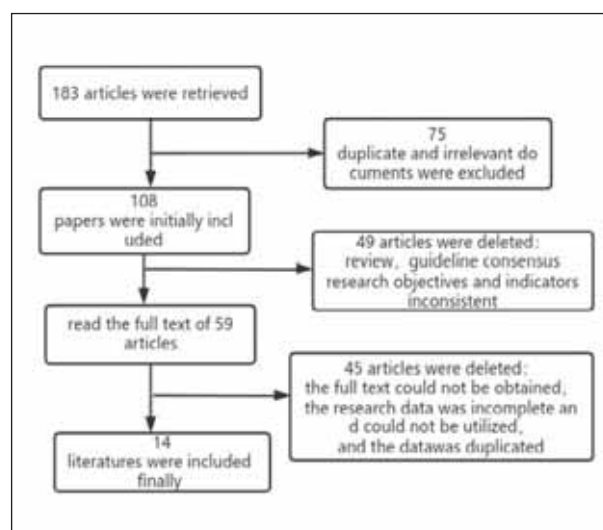 183 articles were retrieved
75
duplicate and irrelevant do
cuments were excluded
108
papers were initially incl
uded
49 articles were deleted:
review, guideline consensus
research objectives and indicators
inconsistent
read the full text of 59
articles
45 articles were deleted:
the full text could not be obtained,
the research data was incomplete an
d could not be utilized,
and the datawas duplicated
14
literatures were included
finally